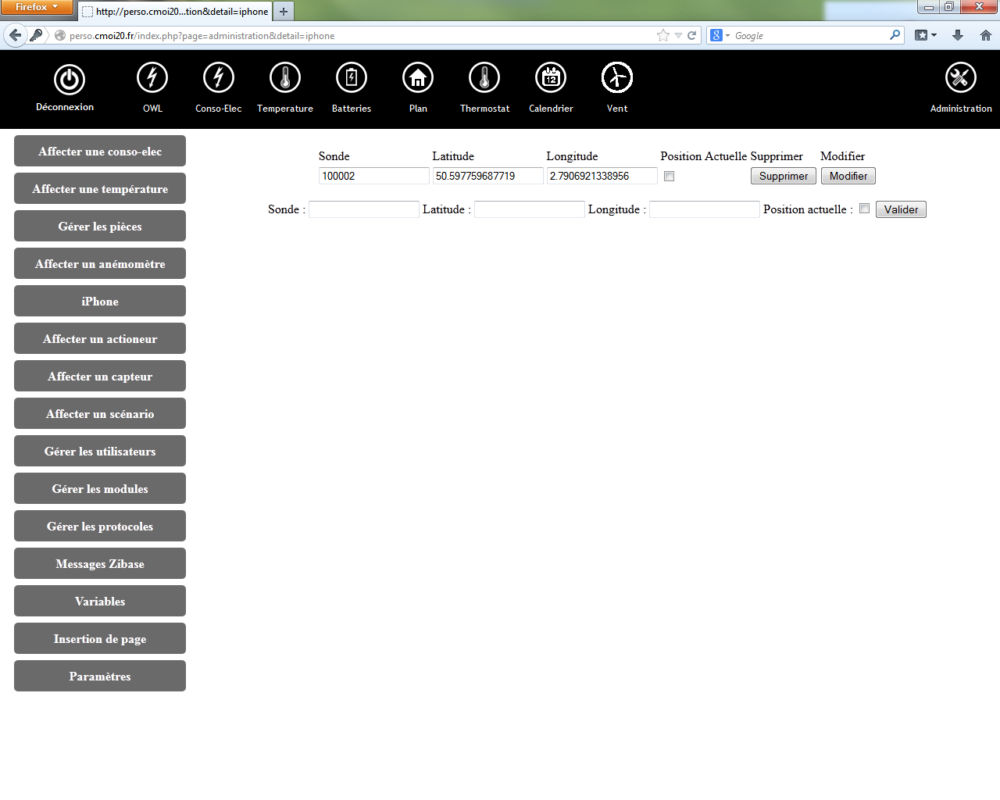 Firefox
http://perso.cmoi20...tion&detail=iphone
perso.cmoi20.fr/index.php?page=administration&detail=iphone
8 Google
Déconnexion OWL Conso-Elec Temperature Batteries Plan Thermostat 12 Calendrier Vent Administration
Affecter une conso-elec
Affecter une température
Gérer les pièces
Affecter un anémomètre
iPhone
Affecter un actioneur
Affecter un capteur
Affecter un scénario
Gérer les utilisateurs
Gérer les modules
Gérer les protocoles
Messages Zibase
Variables
Insertion de page
Paramètres
Sonde Latitude Longitude Position Actuelle Supprimer Modifier
100002 50.597759687719 2.7906921338956 Supprimer Modifier
Sonde : Latitude : Longitude : Position actuelle : Valider